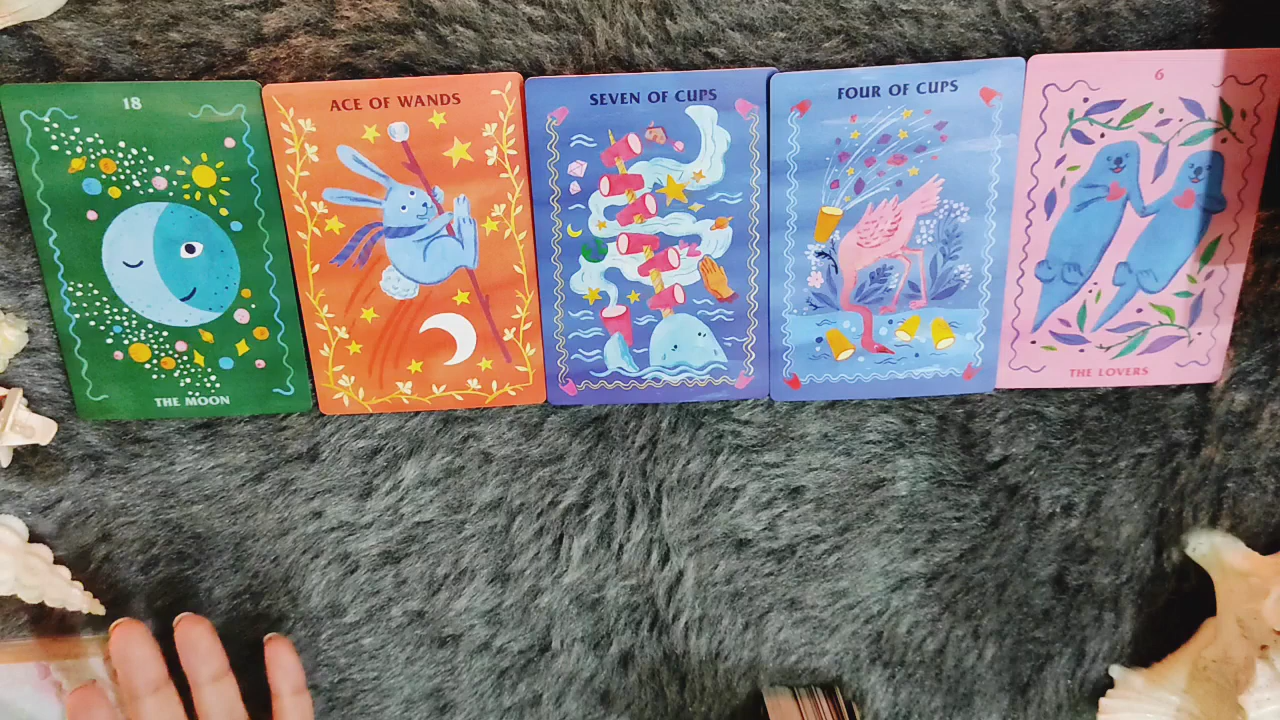 18
THE MOON
ACE OF WANDS
SEVEN OF CUPS
FOUR OF CUPS
6
THE LOVERS